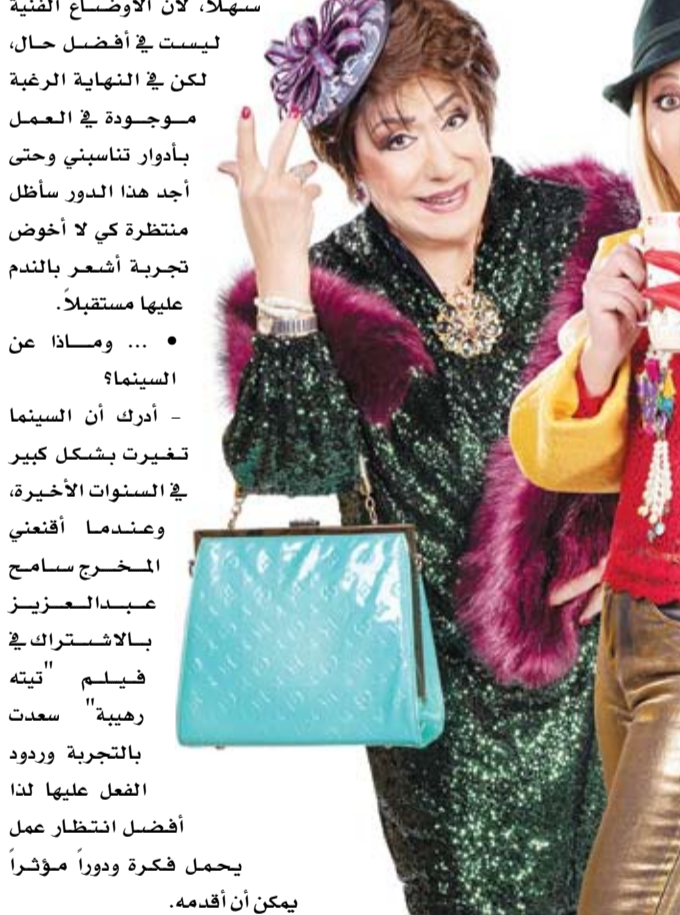 سهلاً، لأن الأوضاع الفنية
ليست في أفضل حال،
لكن في النهاية الرغبة
موجودة في العمل
بأدوار تناسبني وحتى
أجد هذا الدور سأظل
منتظرة كي لا أخوض
تجربة أشعر بالندم
عليها مستقبلاً.
• ... وماذا عن
السينما؟
- أدرك أن السينما
تغيرت بشكل كبير
في السنوات الأخيرة،
وعندما أقنعني
المخرج سامح
عبدالعزيز
بالاشتراك في
فيلم "تيته
رهيبة" سعدت
بالتجربة وردود
الفعل عليها لذا
أفضل انتظار عمل
يحمل فكرة ودوراً مؤثراً
يمكن أن أقدمه.